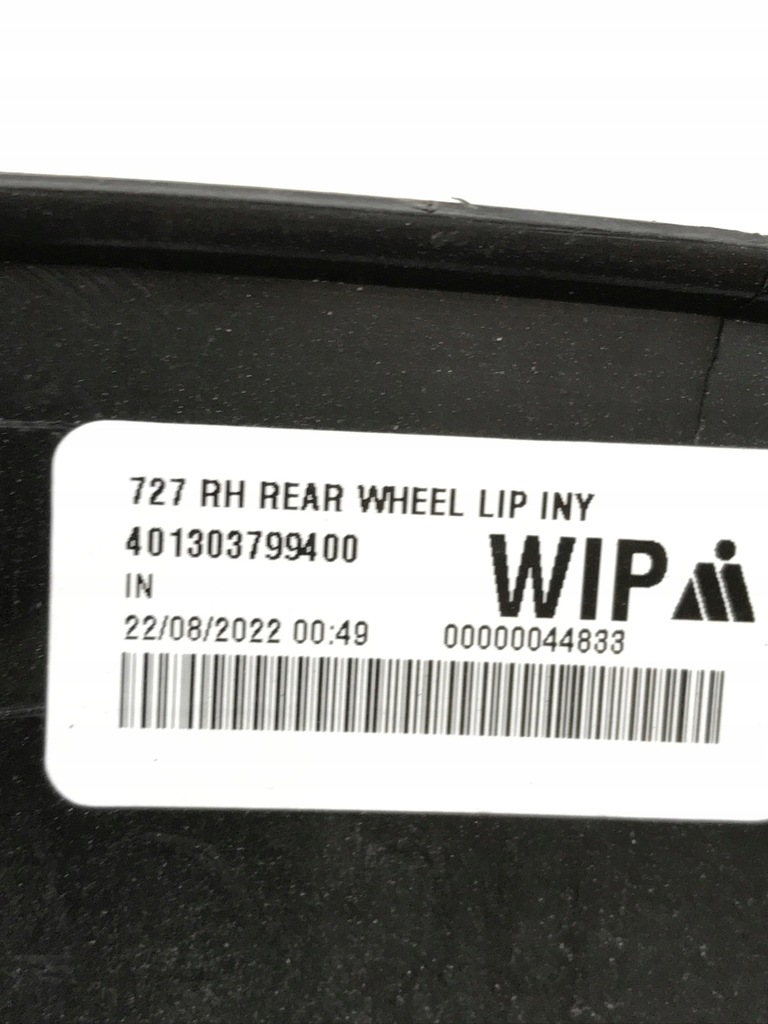 727 RH REAR WHEEL LIP INY
401303799400
WIP
IN
22/08/2022 00:49 00000044833